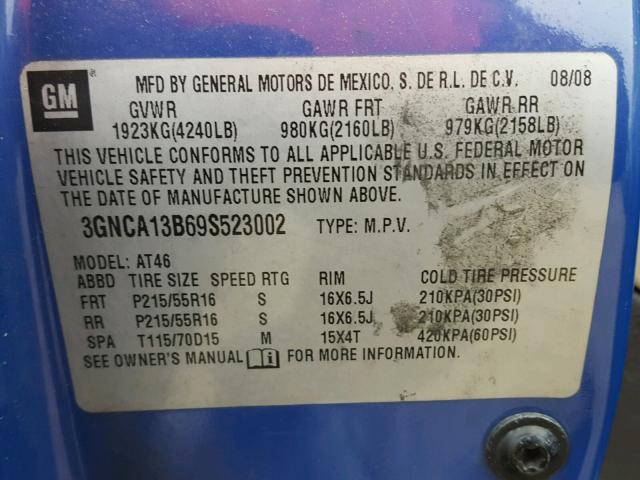 GM
MFD BY GENERAL MOTORS DE MEXICO, S. DE R.L. DE C.V. 08/08
GVWR GAWR FRT GAWR RR
1923KG(4240LB) 980KG(2160LB) 979KG(2158LB)
THIS VEHICLE CONFORMS TO ALL APPLICABLE U.S. FEDERAL MOTOR
VEHICLE SAFETY AND THEFT PREVENTION STANDARDS IN EFFECT ON
THE DATE OF MANUFACTURE SHOWN ABOVE.
3GNCA13B69S523002 TYPE: M.P.V.
MODEL: AT46
ABBD TIRE SIZE SPEED RTG RIM COLD TIRE PRESSURE
FRT P215/55R16 S 16X6.5J 210KPA(30PSI)
RR P215/55R16 S 16X6.5J 210KPA(30PSI)
SPA T115/70D15 M 15X4T 420KPA(60PSI)
SEE OWNER'S MANUAL FOR MORE INFORMATION.